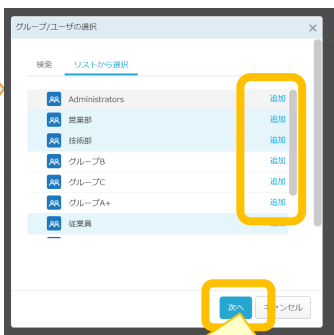 グループ/ユーザの選択
検索 リストから選択
Administrators 追加
営業部 追加
技術部 追加
グループB 追加
グループC 追加
グループA+ 追加
従業員
次へ キャンセル